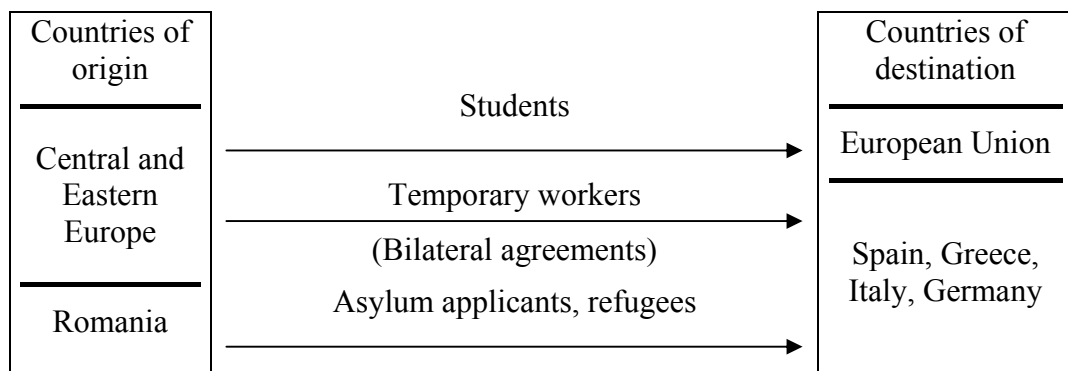 Countries of
origin
Central and
Eastern
Europe
Romania
Students
Temporary workers
(Bilateral agreements)
Asylum applicants, refugees
Countries of
destination
European Union
Spain, Greece,
Italy, Germany